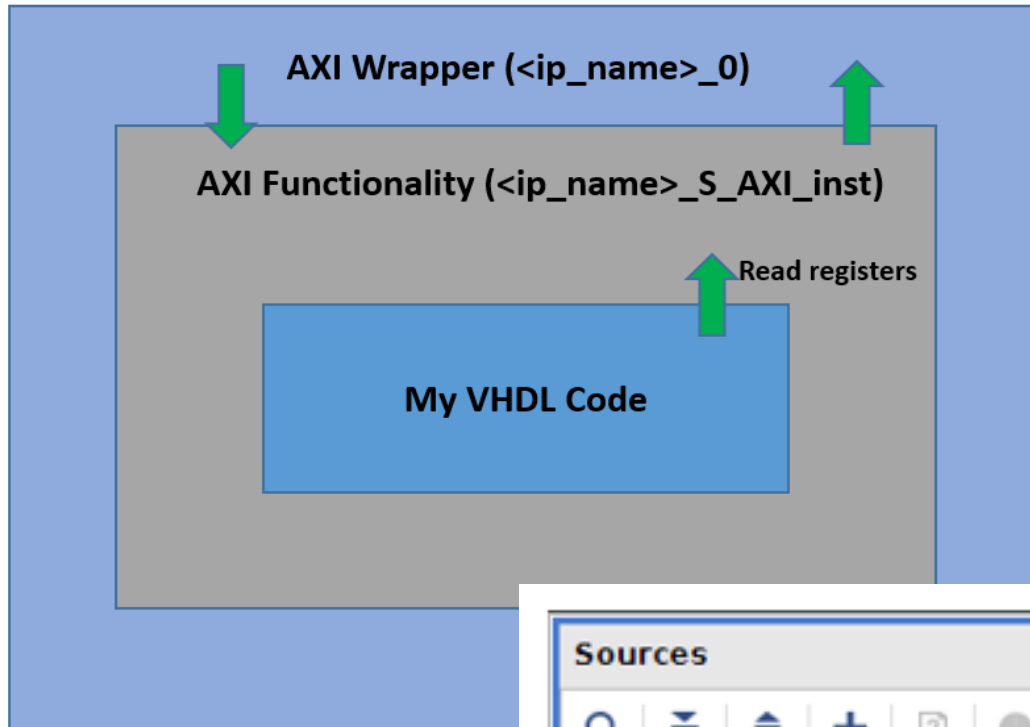 AXI Wrapper (<ip_name>_0)
AXI Functionality (<ip_name>_S_AXI_inst)
Read registers
My VHDL Code
Sources